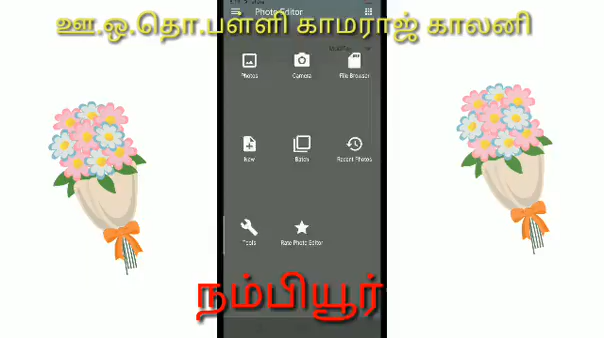 Photo Editor
ஊ.ஒ.தொ.பள்ளி காமராஜ் காலனி
Photos Camera File Browser
New Batch Recent Photos
Tools Rate Photo Editor
நம்பியூர்